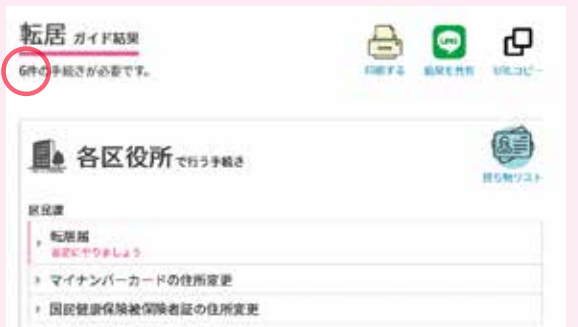 転居 ガイド結果
6件の手続きが必要です。
印刷する
LINE
結果を共有
URLコピー
各区役所で行う手続き
持ち物リスト
区民課
転居届
最初にやりましょう
マイナンバーカードの住所変更
国民健康保険被保険者証の住所変更